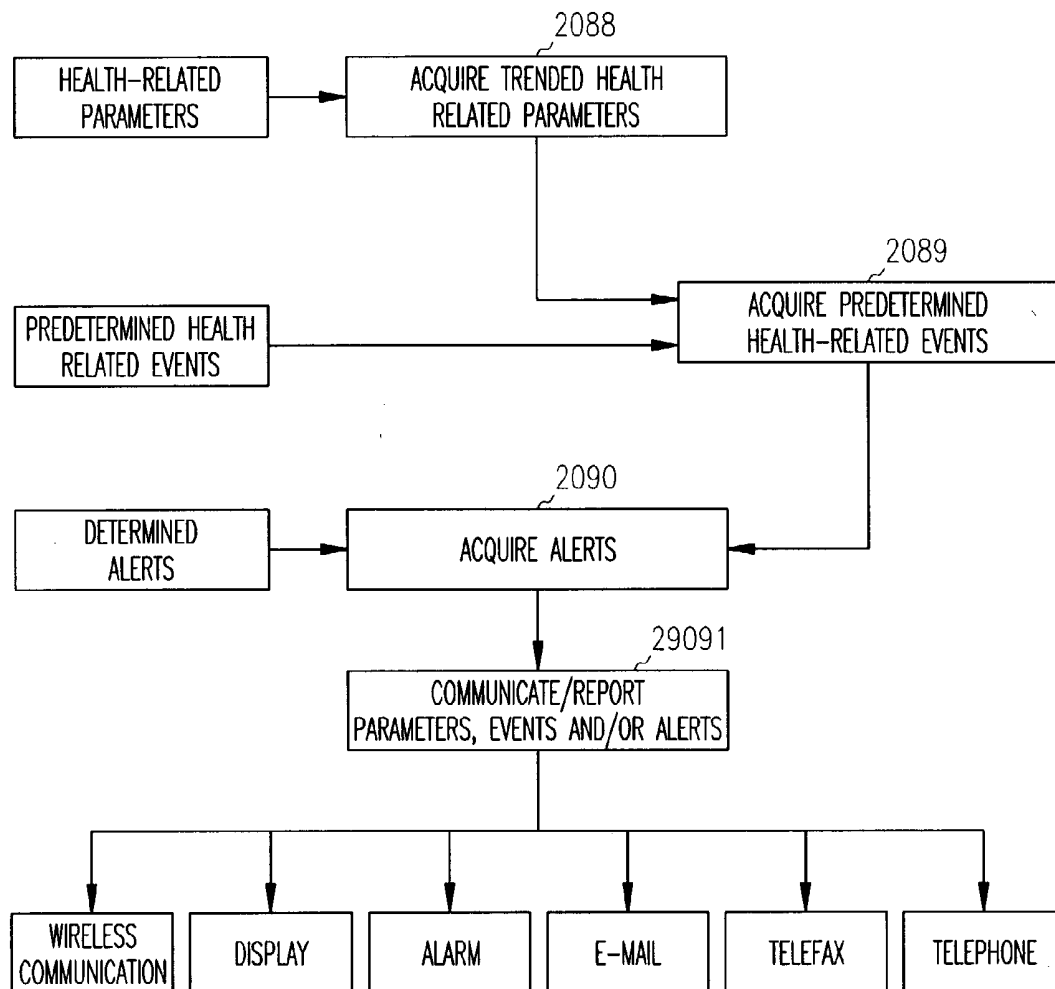 2088
HEALTH-RELATED
PARAMETERS
ACQUIRE TRENDED HEALTH
RELATED PARAMETERS
2089
PREDETERMINED HEALTH
RELATED EVENTS
ACQUIRE PREDETERMINED
HEALTH-RELATED EVENTS
2090
DETERMINED
ALERTS
ACQUIRE ALERTS
29091
COMMUNICATE/REPORT
PARAMETERS, EVENTS AND/OR ALERTS
WIRELESS
COMMUNICATION
DISPLAY
ALARM
E-MAIL
TELEFAX
TELEPHONE